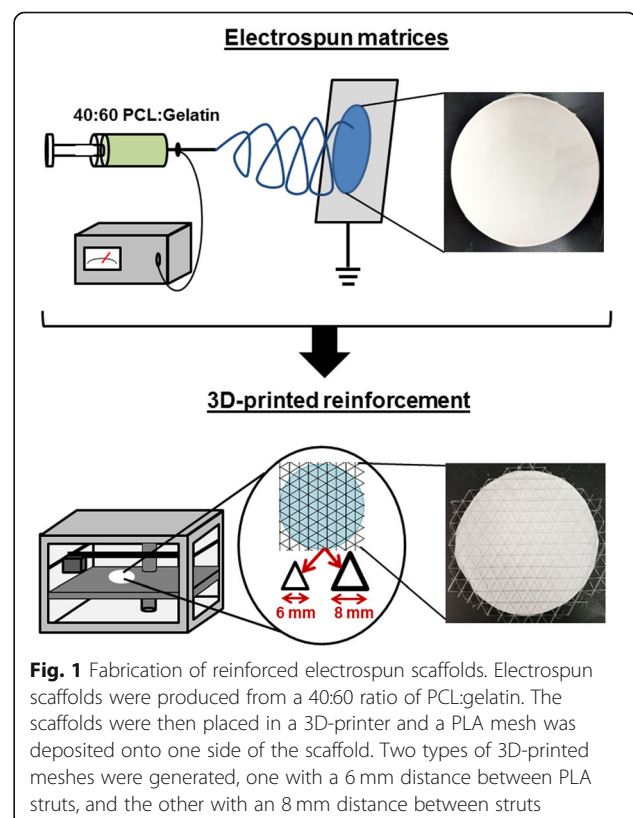 Electrospun matrices
40:60 PCL:Gelatin
3D-printed reinforcement
6 mm
8 mm
Fig. 1 Fabrication of reinforced electrospun scaffolds. Electrospun
scaffolds were produced from a 40:60 ratio of PCL:gelatin. The
scaffolds were then placed in a 3D-printer and a PLA mesh was
deposited onto one side of the scaffold. Two types of 3D-printed
meshes were generated, one with a 6 mm distance between PLA
struts, and the other with an 8 mm distance between struts